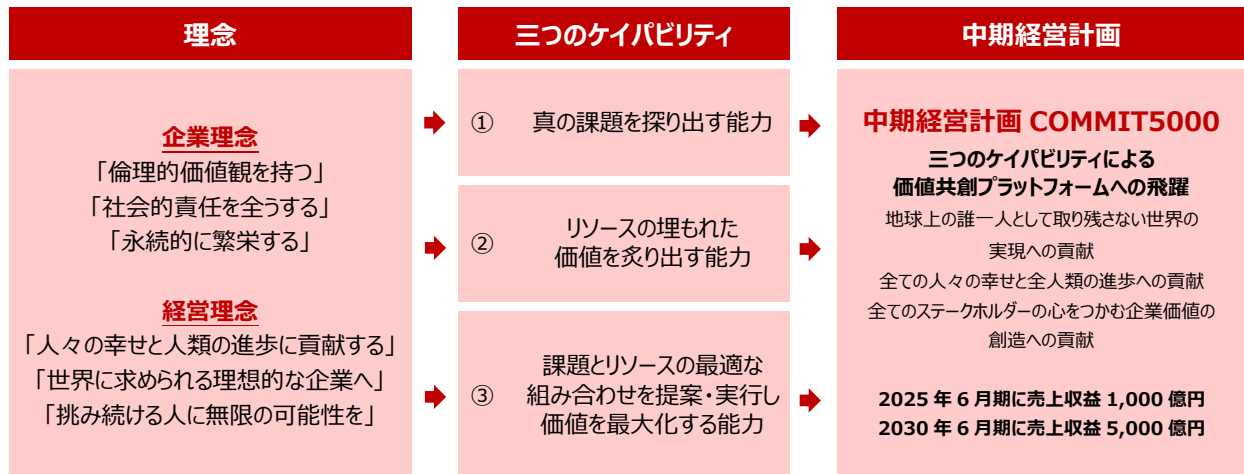 理念
企業理念
「倫理的価値観を持つ」
「社会的責任を全うする」
「永続的に繁栄する」
経営理念
「人々の幸せと人類の進歩に貢献する」
「世界に求められる理想的な企業へ」
「挑み続ける人に無限の可能性を」
三つのケイパビリティ
① 真の課題を探り出す能力
② リソースの埋もれた
価値を炙り出す能力
③ 課題とリソースの最適な
組み合わせを提案・実行し
価値を最大化する能力
中期経営計画
中期経営計画 COMMIT5000
三つのケイパビリティによる
価値共創プラットフォームへの飛躍
地球上の誰一人として取り残さない世界の
実現への貢献
全ての人々の幸せと全人類の進歩への貢献
全てのステークホルダーの心をつかむ企業価値の
創造への貢献
2025 年 6 月期に売上収益 1,000 億円
2030 年 6 月期に売上収益 5,000 億円